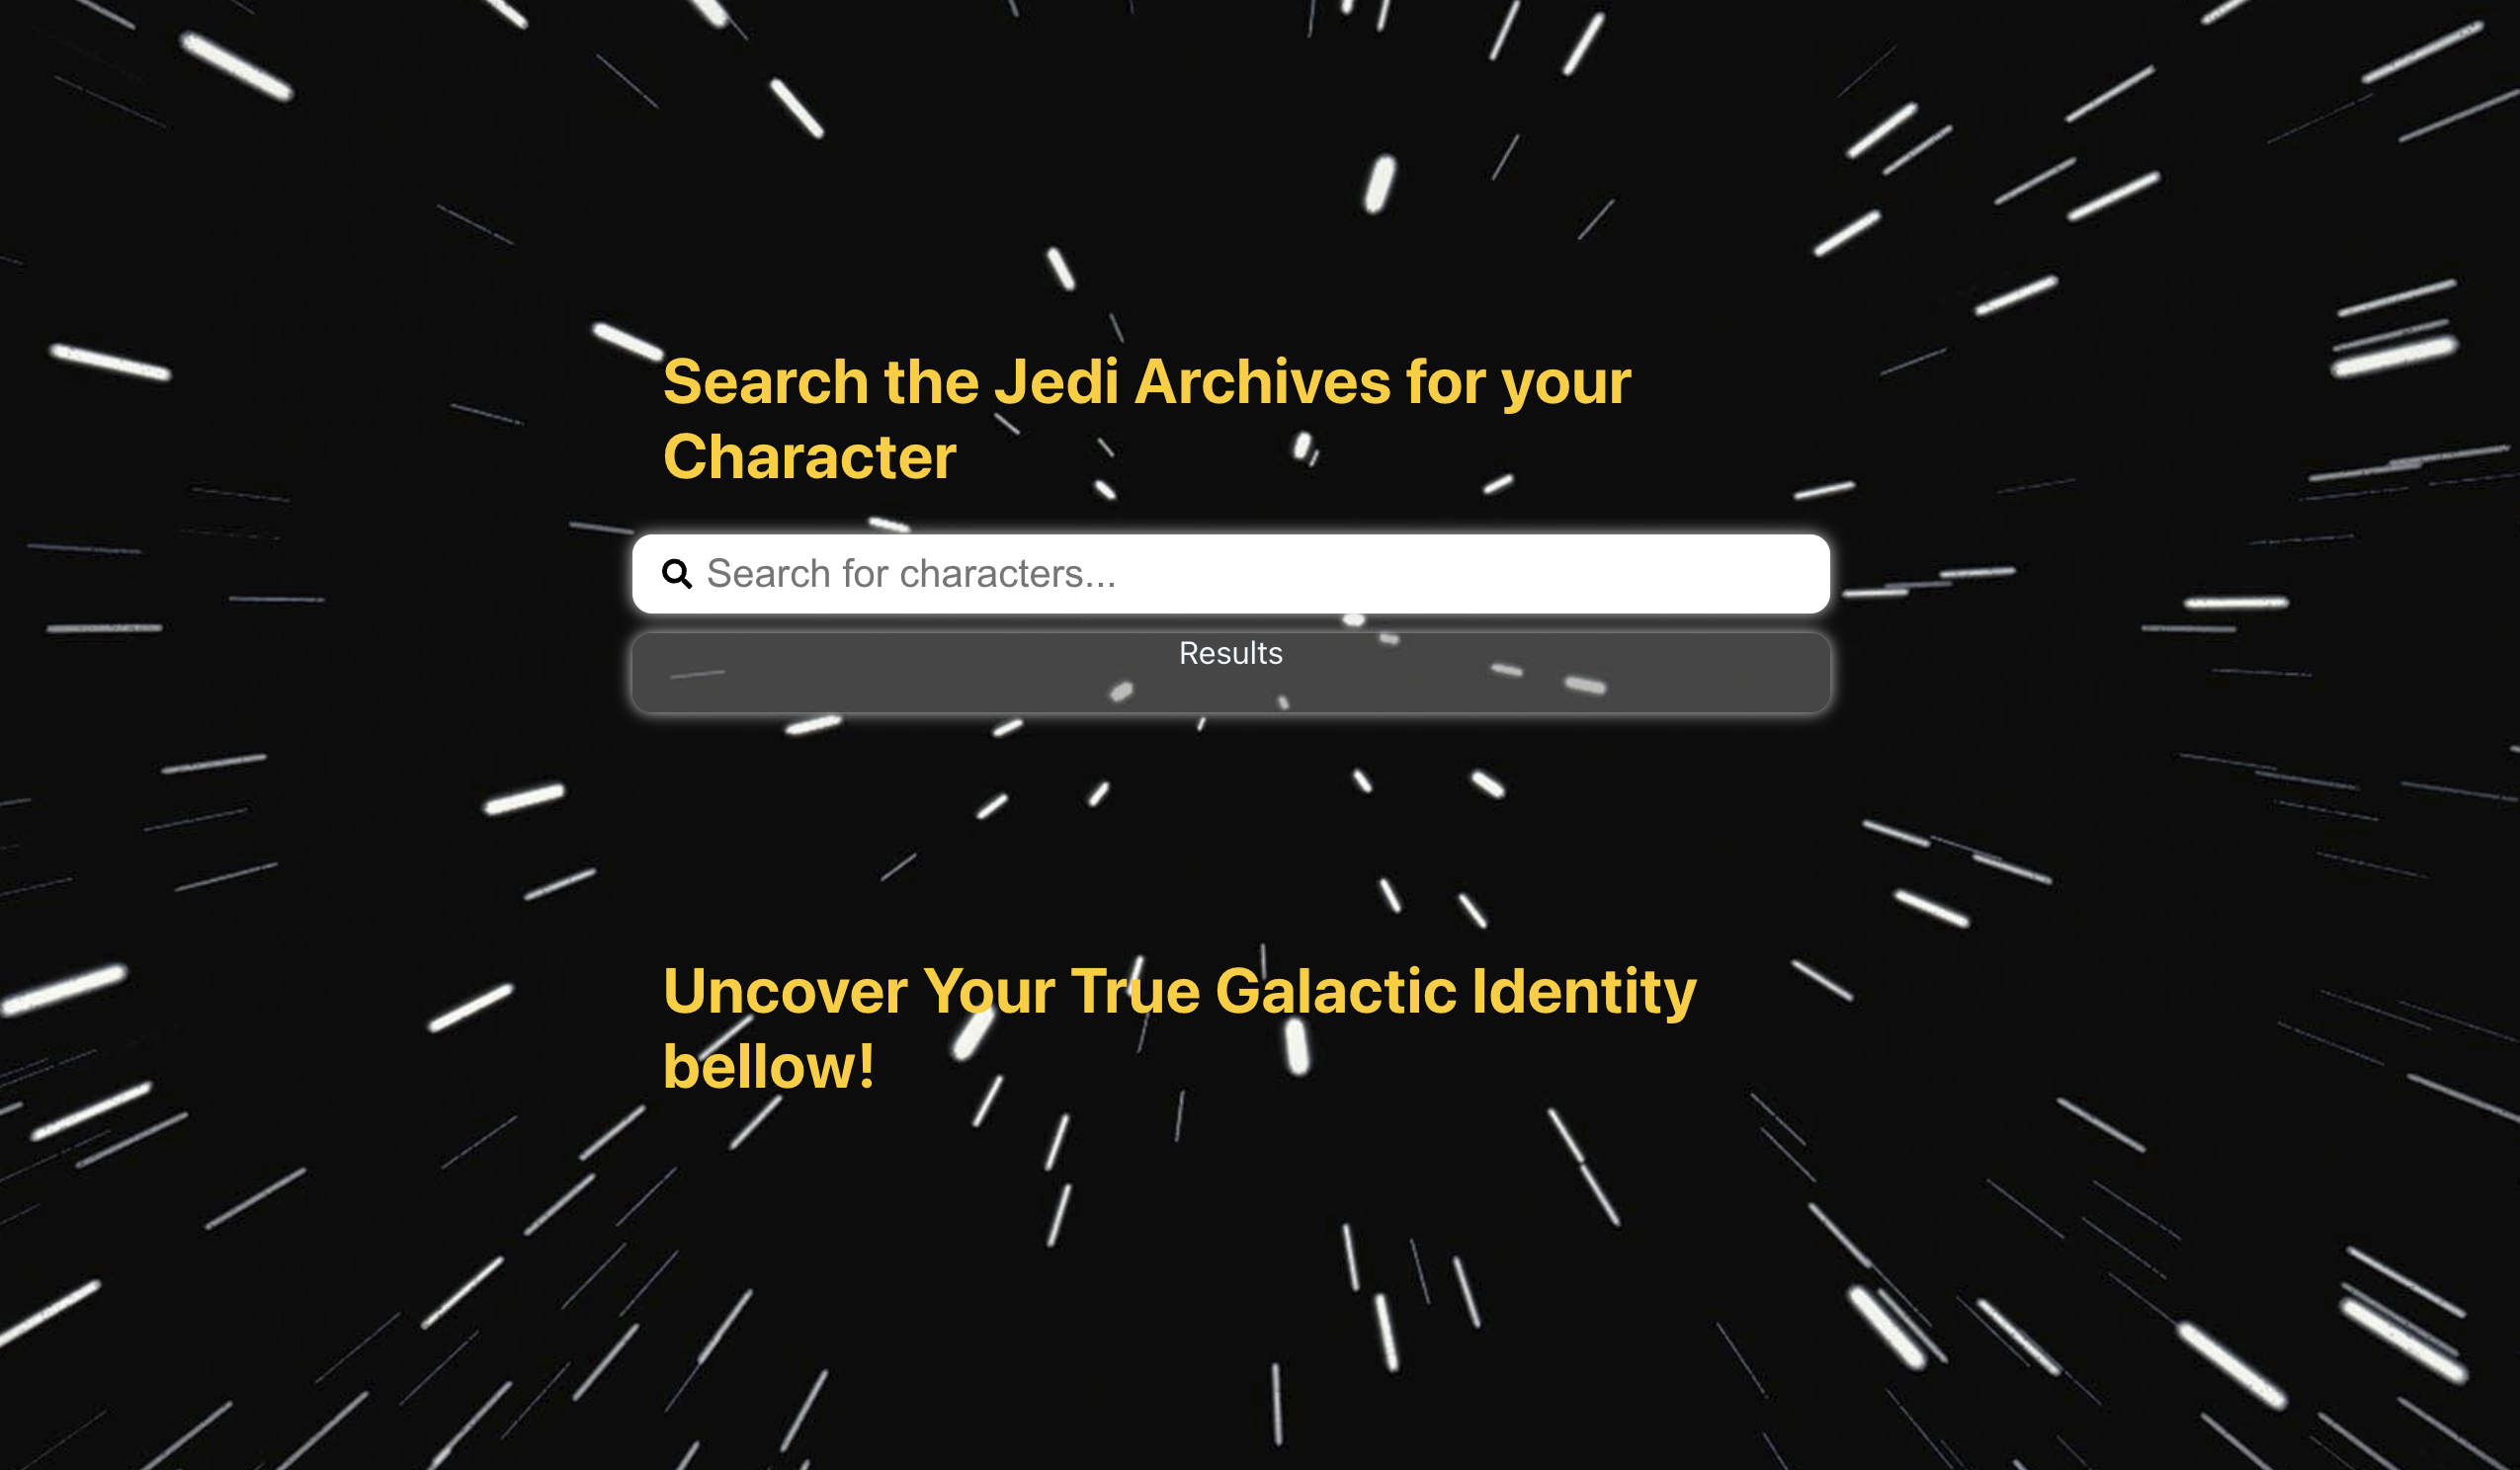 Search the Jedi Archives for your
Character
Search for characters...
Results
Uncover Your True Galactic Identity
bellow!